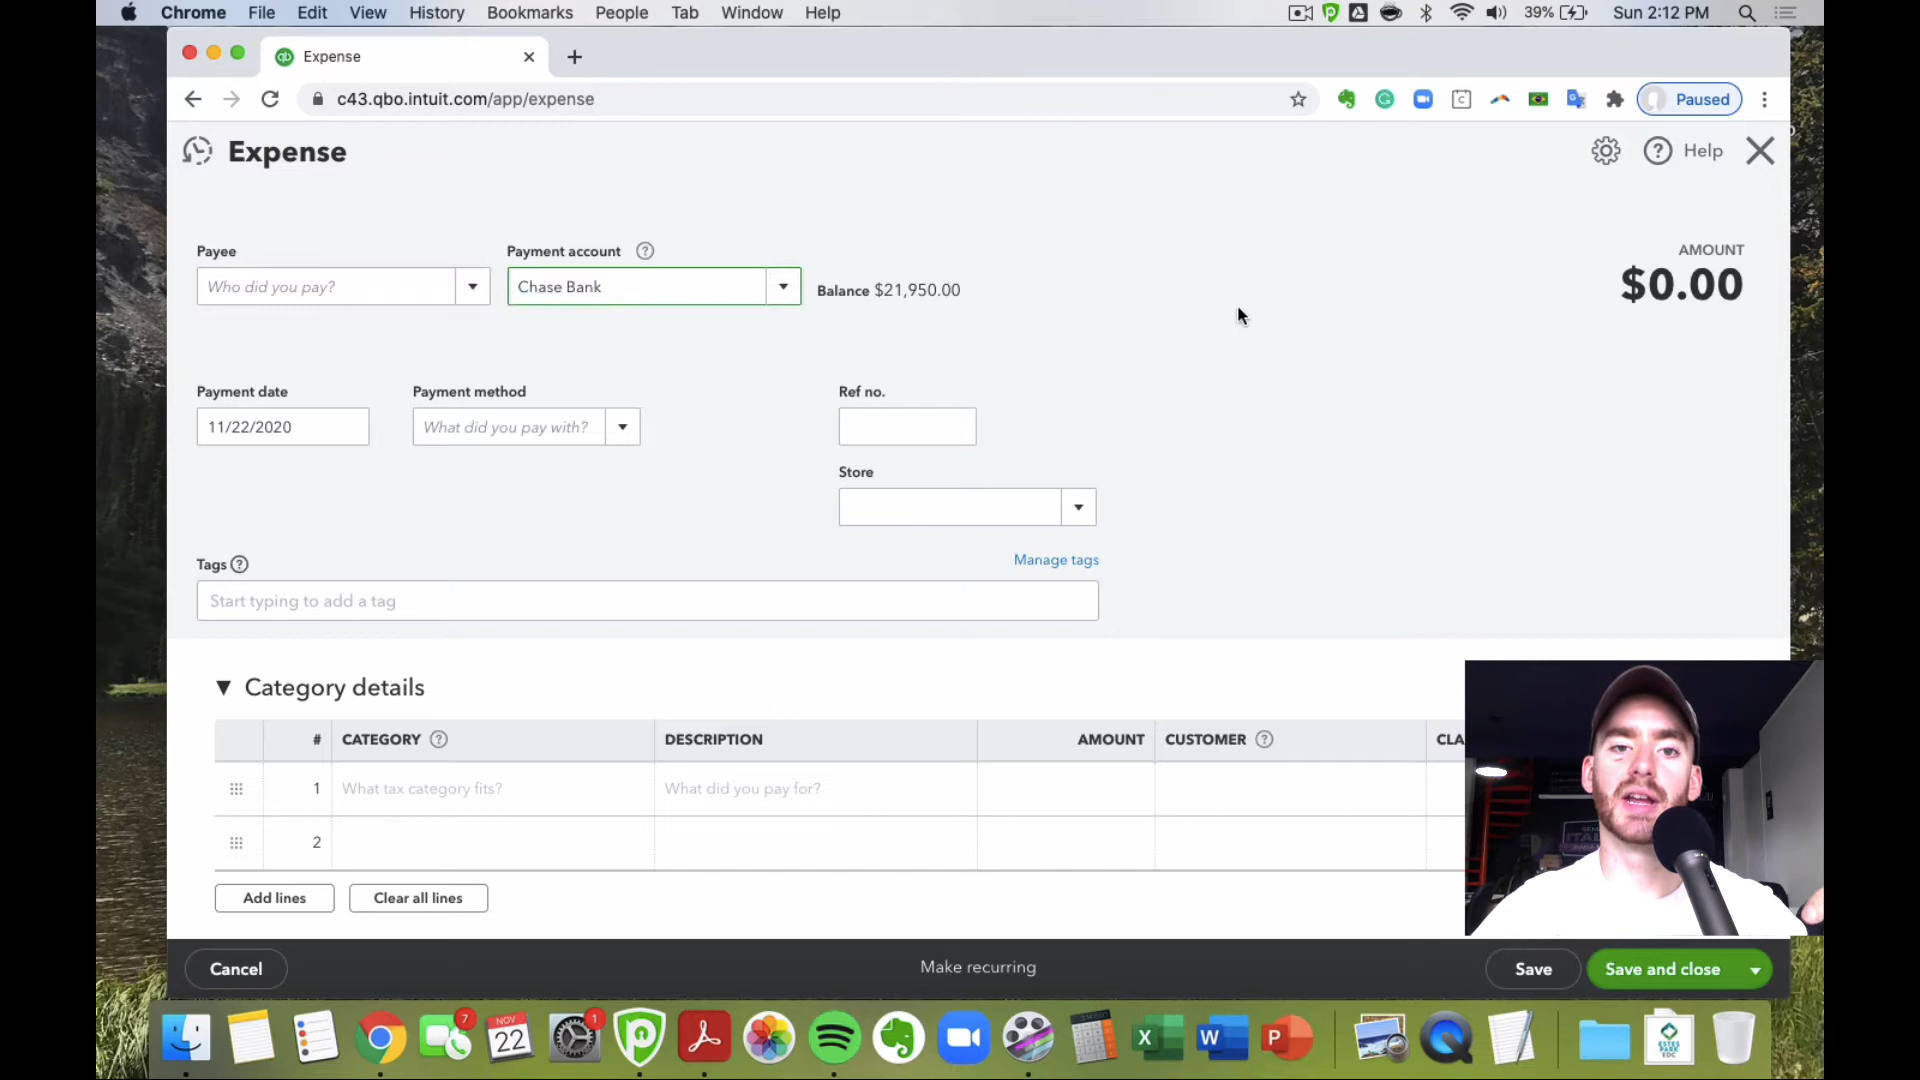 Chrome File Edit View History Bookmarks People Tab Window Help 39% Sun 2:12 PM
Expense
c43.qbo.intuit.com/app/expense Paused
Expense Help
Payee Payment account AMOUNT
Who did you pay? Chase Bank Balance $21,950.00 $0.00
Payment date Payment method Ref no.
11/22/2020 What did you pay with?
Store
Tags Manage tags
Start typing to add a tag
Category details
# CATEGORY DESCRIPTION AMOUNT CUSTOMER CLA
1 What tax category fits? What did you pay for?
2
Add lines Clear all lines
Cancel Make recurring Save Save and close
7 NOV 22 1 X W P ESTES PARK EDC